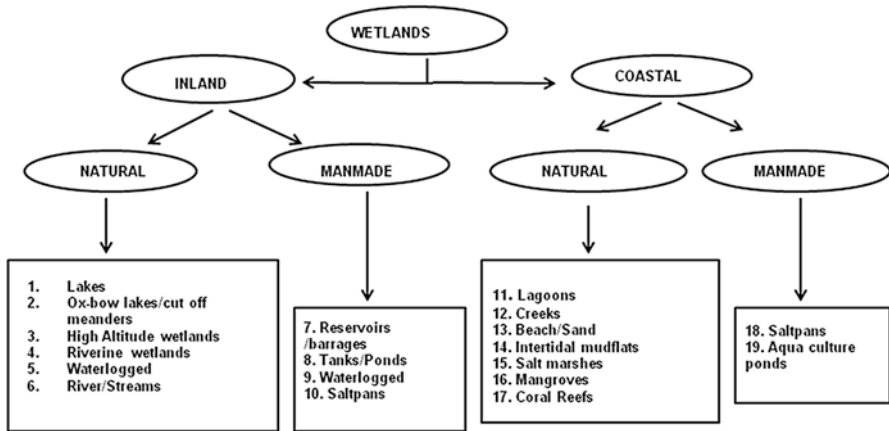 WETLANDS
INLAND
COASTAL
NATURAL
MANMADE
NATURAL
MANMADE
1. Lakes
2. Ox-bow lakes/cut off
meanders
3. High Altitude wetlands
4. Riverine wetlands
5. Waterlogged
6. River/Streams
7. Reservoirs
/barrages
8. Tanks/Ponds
9. Waterlogged
10. Saltpans
11. Lagoons
12. Creeks
13. Beach/Sand
14. Intertidal mudflats
15. Salt marshes
16. Mangroves
17. Coral Reefs
18. Saltpans
19. Aqua culture
ponds